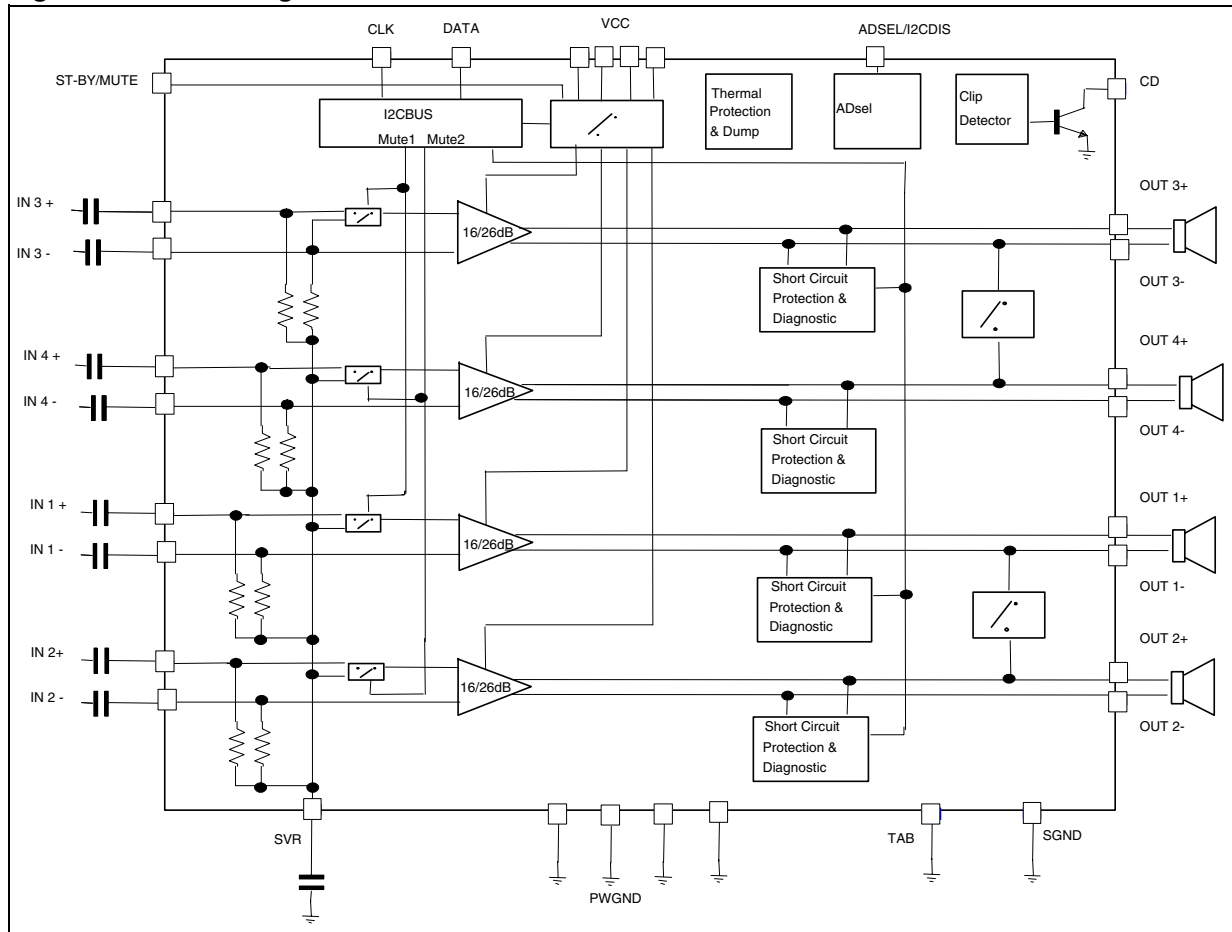 CLK
DATA
VCC
ADSEL/I2CDIS
ST-BY/MUTE
CD
I2CBUS
Mute1 Mute2
Thermal
Protection
& Dump
ADsel
Clip
Detector
IN 3 +
OUT 3+
16/26dB
IN 3 -
OUT 3-
Short Circuit
Protection &
Diagnostic
IN 4 +
OUT 4+
16/26dB
IN 4 -
OUT 4-
Short Circuit
Protection &
Diagnostic
IN 1 +
OUT 1+
16/26dB
IN 1 -
OUT 1-
Short Circuit
Protection &
Diagnostic
IN 2+
OUT 2+
16/26dB
IN 2 -
OUT 2-
Short Circuit
Protection &
Diagnostic
SVR
PWGND
TAB
SGND